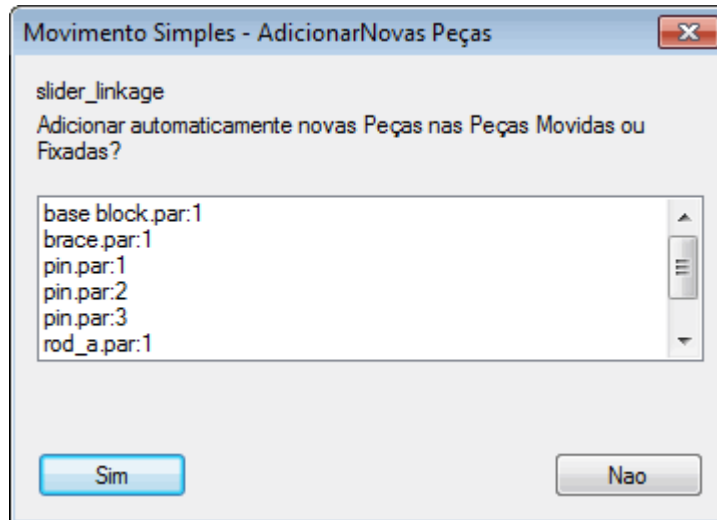 Movimento Simples - AdicionarNovas Peças
slider_linkage
Adicionar automaticamente novas Peças nas Peças Movidas ou
Fixadas?
base block.par:1
brace.par:1
pin.par:1
pin.par:2
pin.par:3
rod_a.par:1
Sim
Nao